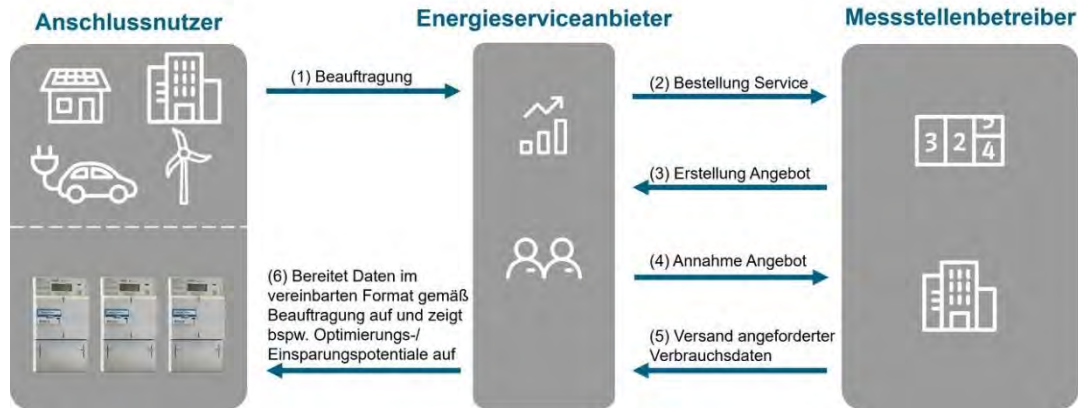 Anschlussnutzer
Energieserviceanbieter
Messstellenbetreiber
(1) Beauftragung
(2) Bestellung Service
(3) Erstellung Angebot
(4) Annahme Angebot
(5) Versand angeforderter
Verbrauchsdaten
(6) Bereitet Daten im
vereinbarten Format gemäß
Beauftragung auf und zeigt
bspw. Optimierungs-/
Einsparungspotentiale auf
3 2 4